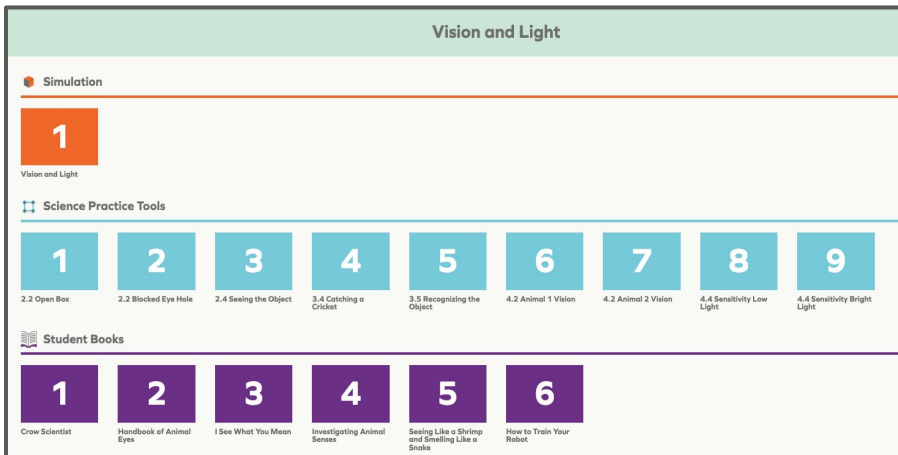 Vision and Light
Simulation
1
Vision and Light
Science Practice Tools
1 2 3 4 5 6 7 8 9
2.2 Open Box
2.2 Blocked Eye Hole
2.4 Seeing the Object
3.4 Catching a
Cricket
3.5 Recognizing the
Object
4.2 Animal 1 Vision
4.2 Animal 2 Vision
4.4 Sensitivity Low
Light
4.4 Sensitivity Bright
Light
Student Books
1 2 3 4 5 6
Crow Scientist
Handbook of Animal
Eyes
I See What You Mean
Investigating Animal
Senses
Seeing Like a Shrimp
and Smelling Like a
Snake
How to Train Your
Robot